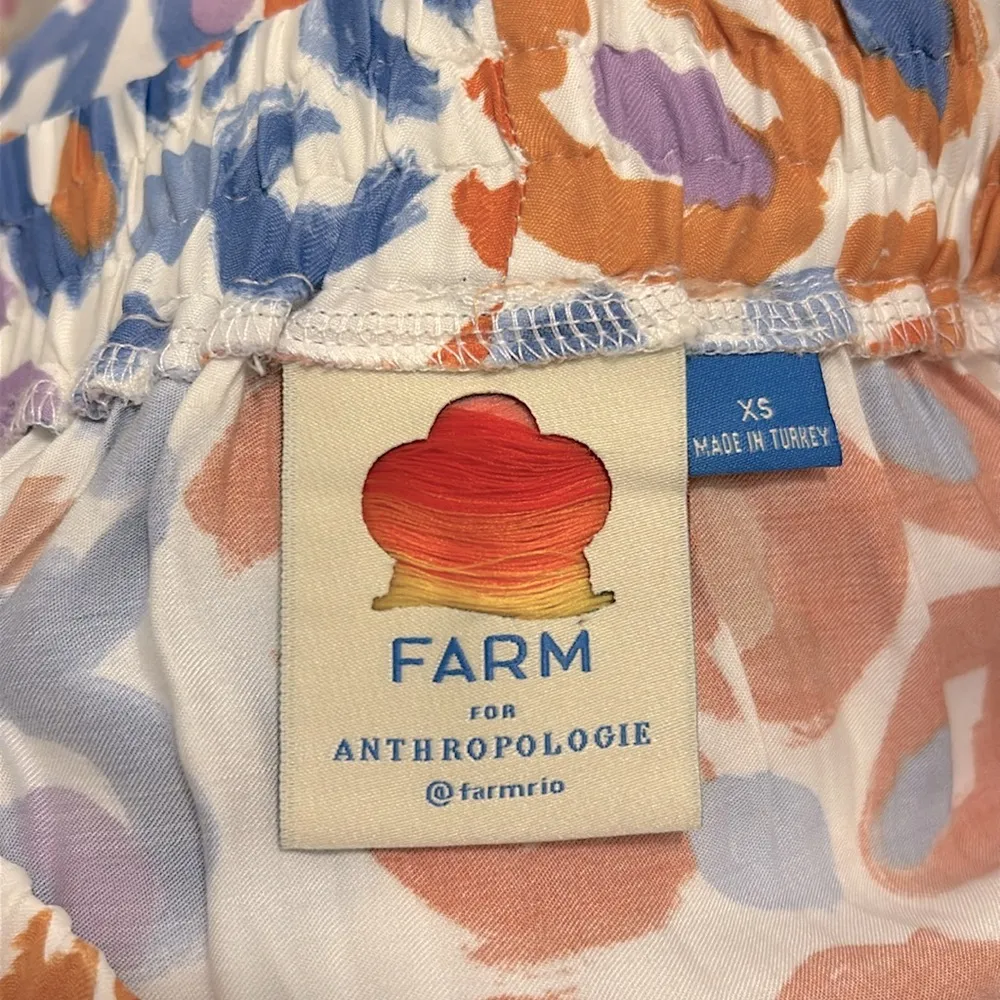 XS
MADE IN TURKEY
FARM
FOR
ANTHROPOLOGIE
@farmrio